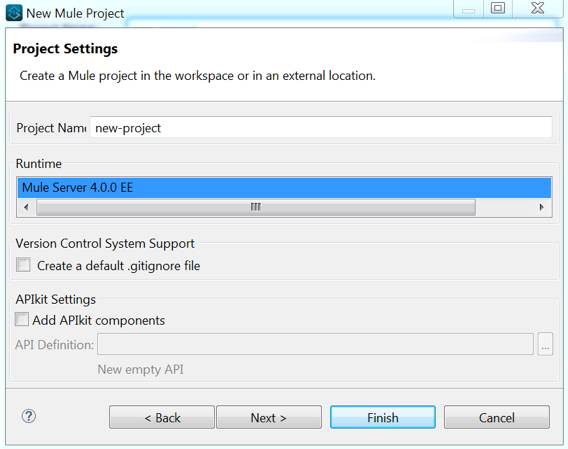 New Mule Project
Project Settings
Create a Mule project in the workspace or in an external location.
Project Name new-project
Runtime
Mule Server 4.0.0 EE
Version Control System Support
Create a default .gitignore file
APIkit Settings
Add APIkit components
API Definition: ...
New empty API
? < Back Next > Finish Cancel